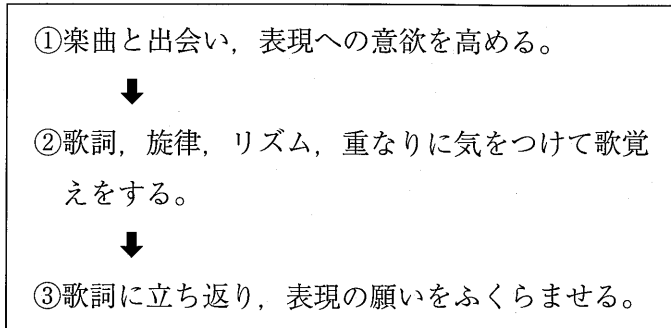 ①楽曲と出会い，表現への意欲を高める。
②歌詞，旋律，リズム，重なりに気をつけて歌覚
えをする。
③歌詞に立ち返り，表現の願いをふくらませる。